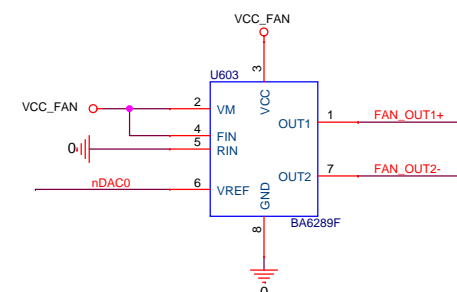 VCC_FAN
3
U603
VCC
VCC_FAN
2
VM
4
FIN
0
5
RIN
OUT1
1
FAN_OUT1+
nDAC0
6
VREF
OUT2
7
FAN_OUT2-
GND
8
BA6289F
0